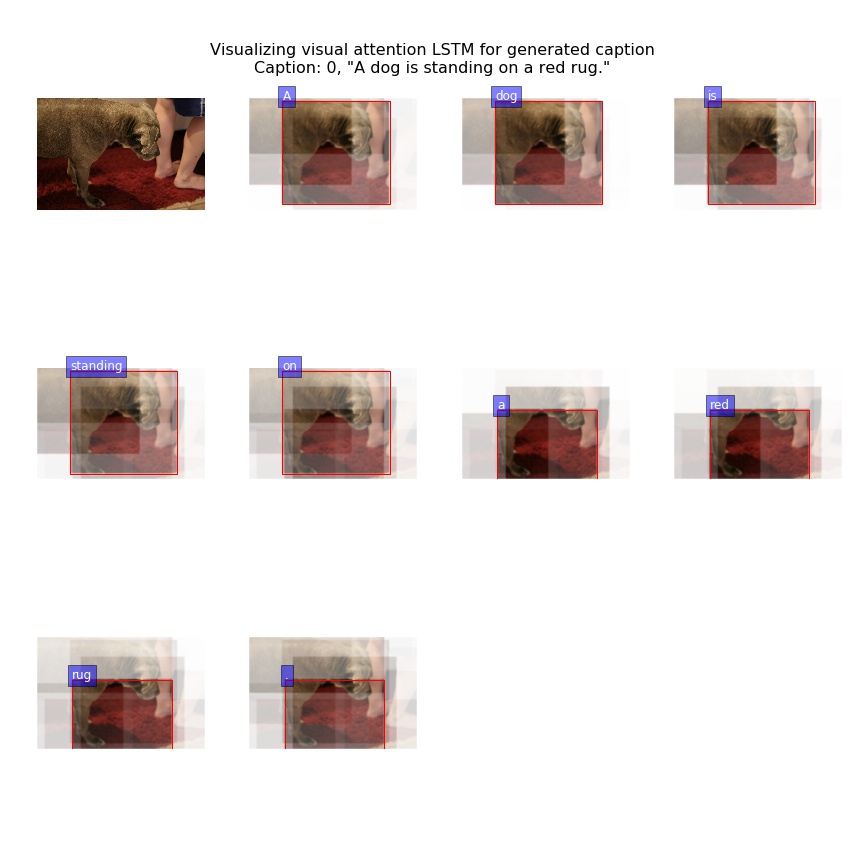 Visualizing visual attention LSTM for generated caption
Caption: 0, "A dog is standing on a red rug."
A
dog
is
standing
on
a
red
rug
.